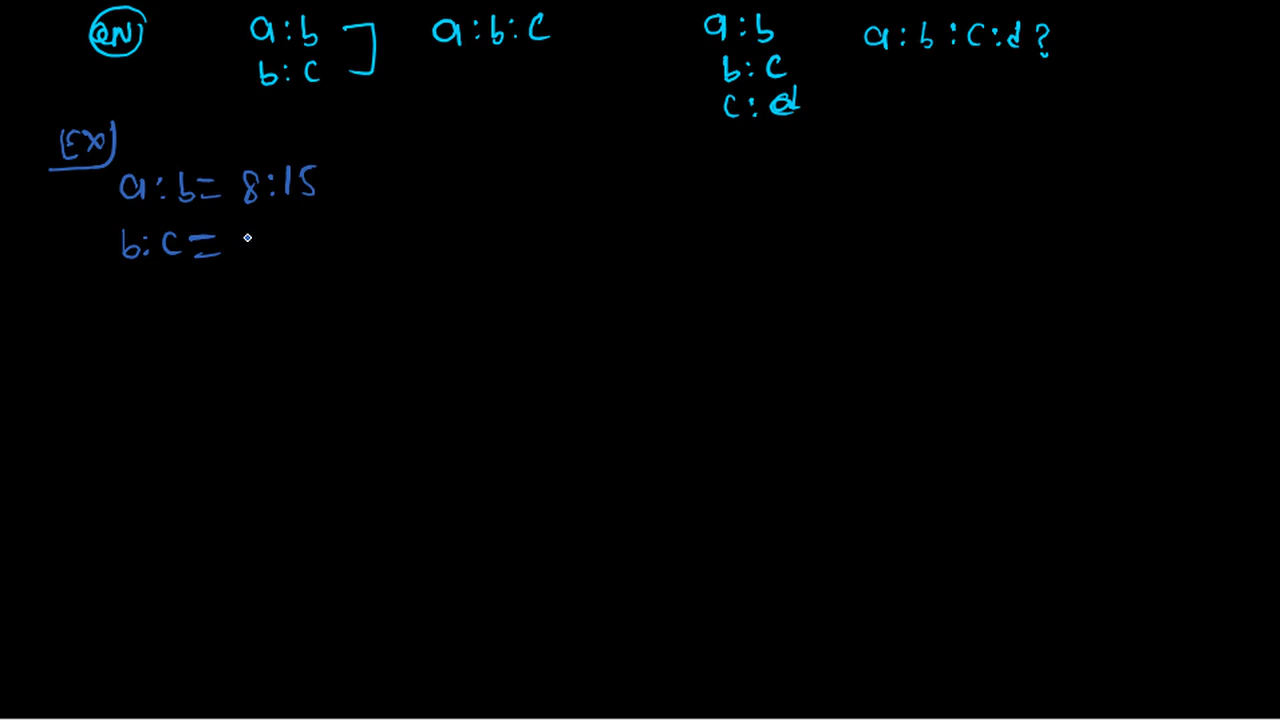 QN a:b a:b:c a:b a:b:c:d?
b:c b:c
c:d
Ex
a:b= 8:15
b:c=